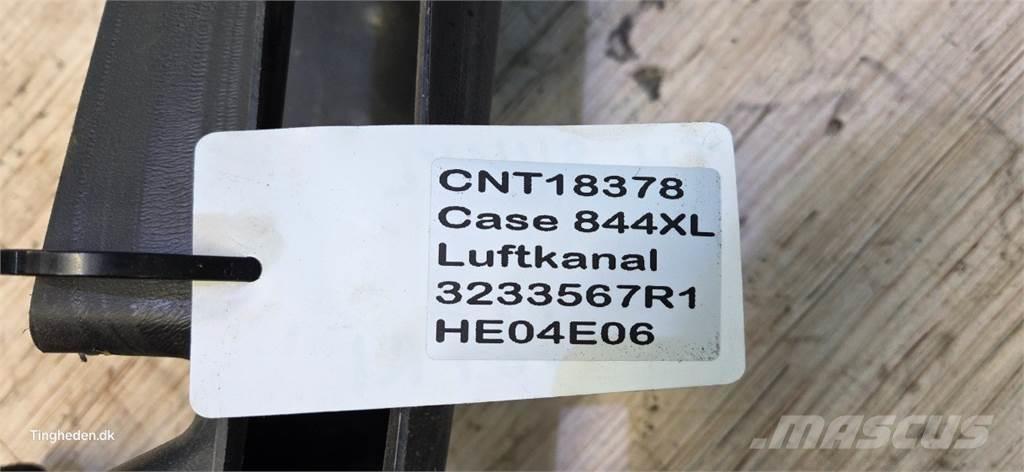 CNT18378
Case 844XL
Luftkanal
3233567R1
HE04E06
Tingheden.dk
MASCUS